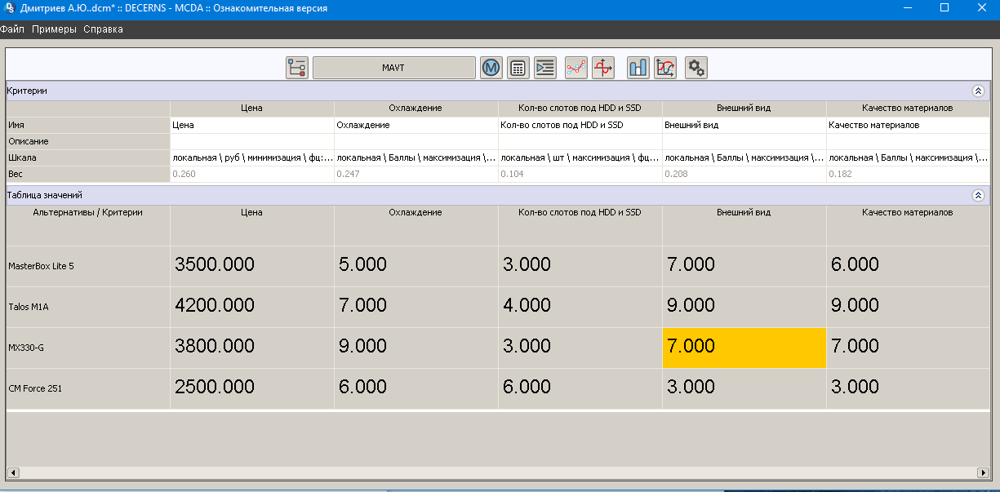 Дмитриев А.Ю..dcm* :: DECERNS - MCDA :: Ознакомительная версия
Файл Примеры Справка
MAVT
M
Критерии
Цена Охлаждение Кол-во слотов под HDD и SSD Внешний вид Качество материалов
Имя Цена Охлаждение Кол-во слотов под HDD и SSD Внешний вид Качество материалов
Описание
Шкала локальная \ руб \ минимизация \ фц:... локальная \ Баллы \ максимизация \... локальная \ шт \ максимизация \ фц... локальная \ Баллы \ максимизация \... локальная \ Баллы \ максимизация \...
Вес 0.260 0.247 0.104 0.208 0.182
Таблица значений
Альтернативы / Критерии Цена Охлаждение Кол-во слотов под HDD и SSD Внешний вид Качество материалов
MasterBox Lite 5 3500.000 5.000 3.000 7.000 6.000
Talos M1A 4200.000 7.000 4.000 9.000 9.000
MX330-G 3800.000 9.000 3.000 7.000 7.000
CM Force 251 2500.000 6.000 6.000 3.000 3.000